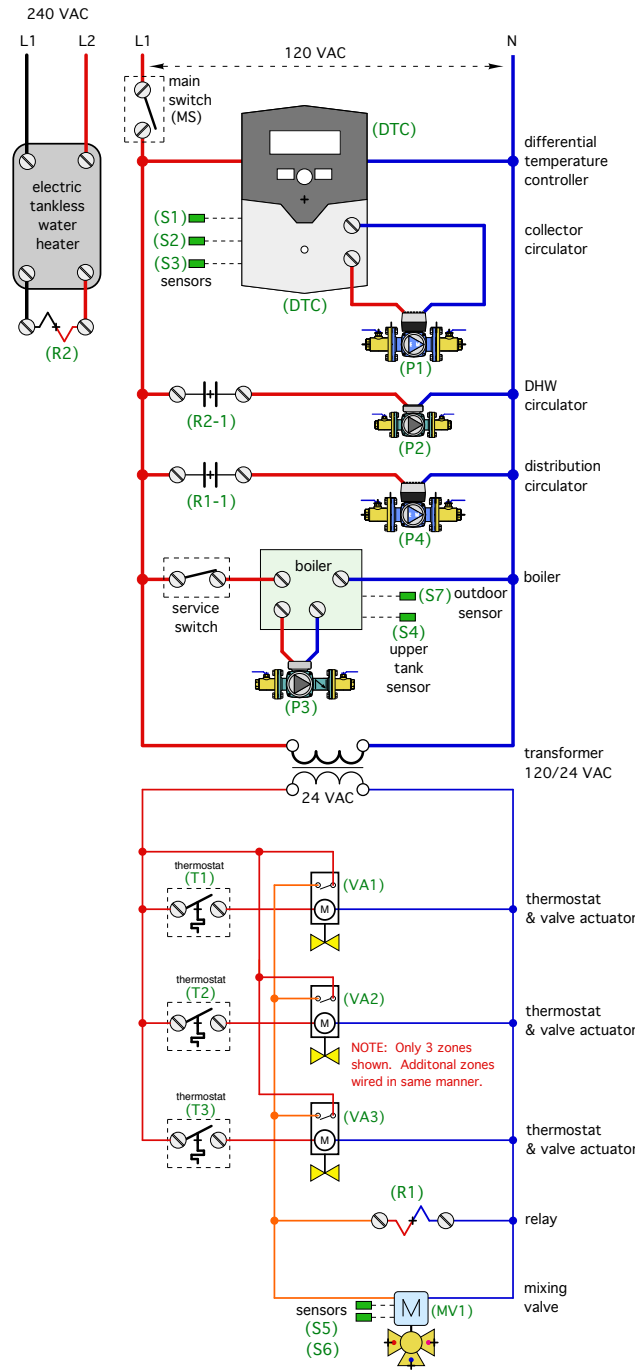 240 VAC
L1
L2
L1
N
120 VAC
main
switch
(MS)
(DTC)
differential
temperature
controller
electric
tankless
water
heater
(S1)
(S2)
(S3)
sensors
collector
circulator
(DTC)
(R2)
(P1)
DHW
circulator
(R2-1)
(P2)
distribution
circulator
(R1-1)
(P4)
boiler
boiler
service
switch
(S7)
outdoor
sensor
(S4)
upper
tank
sensor
(P3)
transformer
120/24 VAC
24 VAC
thermostat
(T1)
(VA1)
M
thermostat
& valve actuator
thermostat
(T2)
(VA2)
M
thermostat
& valve actuator
NOTE: Only 3 zones
shown. Additonal zones
wired in same manner.
thermostat
(T3)
(VA3)
M
thermostat
& valve actuator
(R1)
relay
mixing
valve
sensors
(S5)
(S6)
M
(MV1)